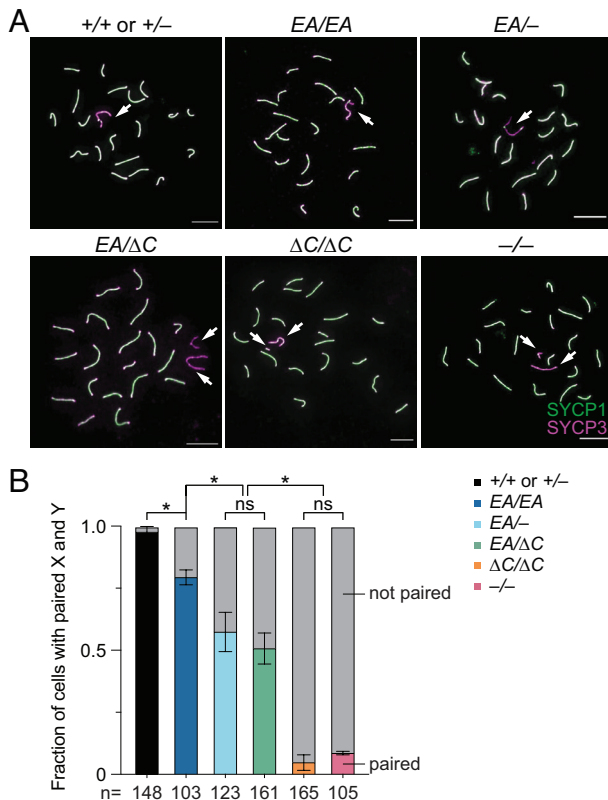 A
+/+ or +/–
EA/EA
EA/–
EA/ΔC
ΔC/ΔC
–/–
SYCP1
SYCP3
B
* * *
ns ns
Fraction of cells with paired X and Y
1.0
0.5
0
not paired
paired
n= 148 103 123 161 165 105
+/+ or +/–
EA/EA
EA/–
EA/ΔC
ΔC/ΔC
–/–